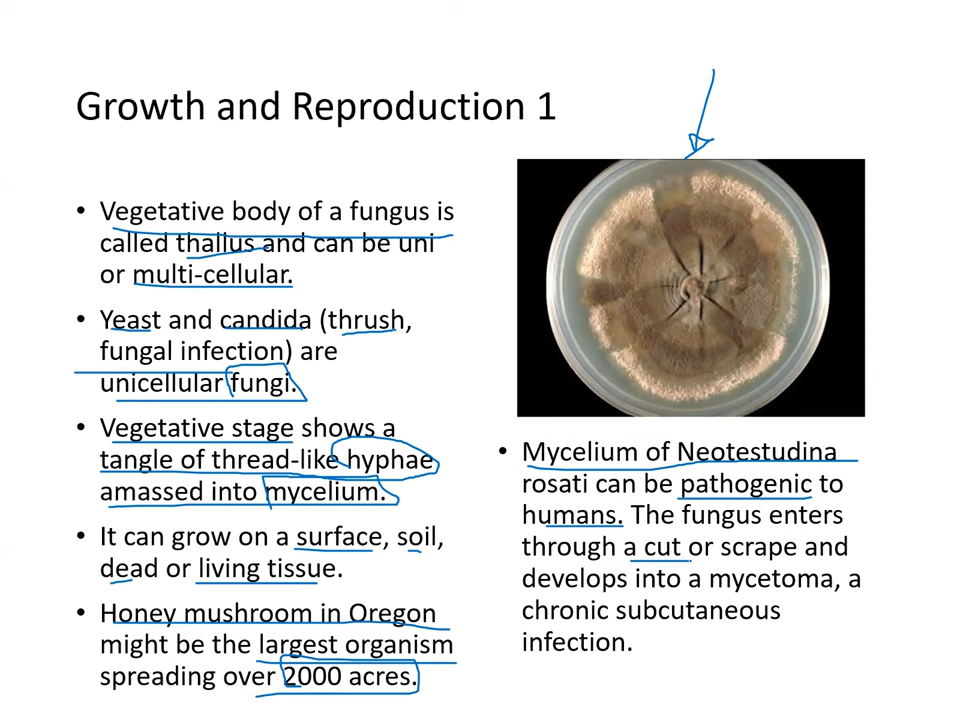 Growth and Reproduction 1
• Vegetative body of a fungus is
called thallus and can be uni
or multi-cellular.
• Yeast and candida (thrush,
fungal infection) are
unicellular fungi.
• Vegetative stage shows a
tangle of thread-like hyphae
amassed into mycelium.
• It can grow on a surface, soil,
dead or living tissue.
• Honey mushroom in Oregon
might be the largest organism
spreading over 2000 acres.
• Mycelium of Neotestudina
rosati can be pathogenic to
humans. The fungus enters
through a cut or scrape and
develops into a mycetoma, a
chronic subcutaneous
infection.